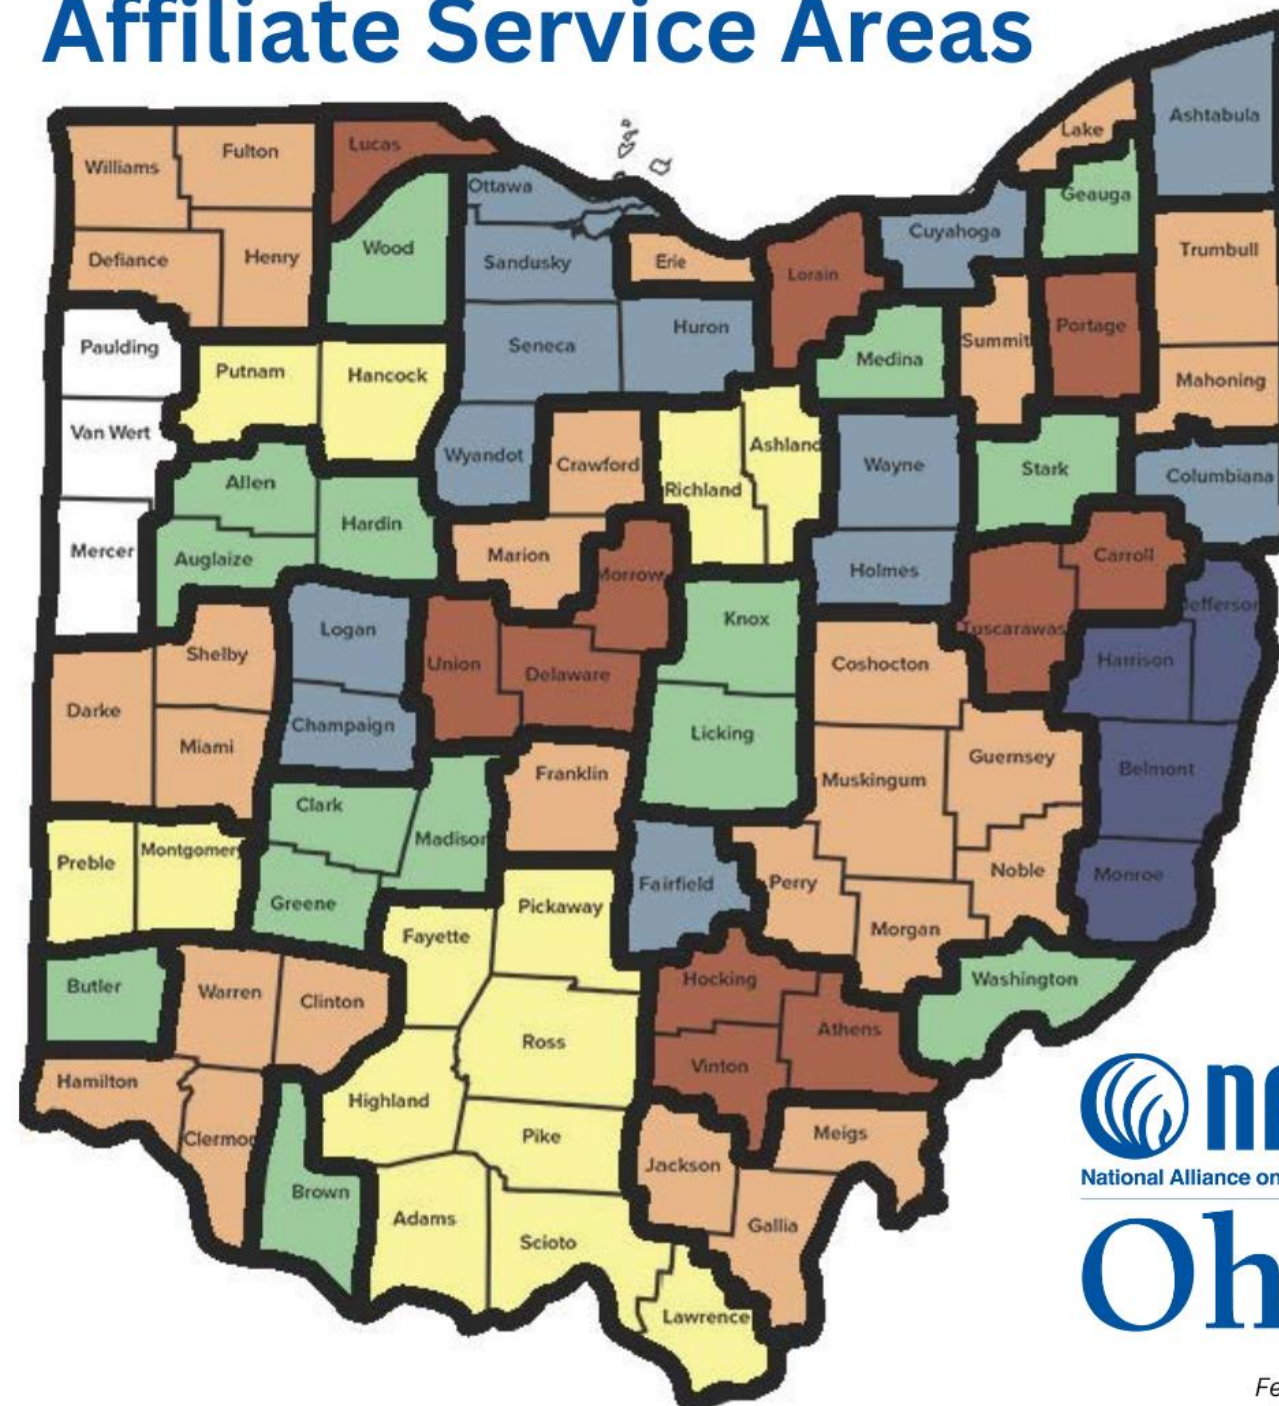 Affiliate Service Areas
Ashtabula
Lake
Williams
Fulton
Lucas
Ottawa
Geauga
Wood
Cuyahoga
Trumbull
Defiance
Henry
Sandusky
Erie
Lorain
Paulding
Seneca
Huron
Medina
Summit
Portage
Putnam
Hancock
Mahoning
Van Wert
Wyandot
Crawford
Richland
Ashland
Wayne
Stark
Columbiana
Allen
Hardin
Mercer
Auglaize
Marion
Morrow
Holmes
Carroll
Jefferson
Logan
Knox
Tuscarawas
Shelby
Union
Delaware
Coshocton
Harrison
Darke
Miami
Champaign
Licking
Guernsey
Belmont
Franklin
Muskingum
Clark
Madison
Preble
Montgomery
Fairfield
Perry
Noble
Monroe
Greene
Pickaway
Fayette
Morgan
Butler
Warren
Clinton
Hocking
Washington
Ross
Athens
Vinton
Hamilton
Highland
Clermon
Pike
Meigs
Jackson
Brown
Adams
Scioto
Gallia
Lawrence
National Alliance on
Oh
Fe